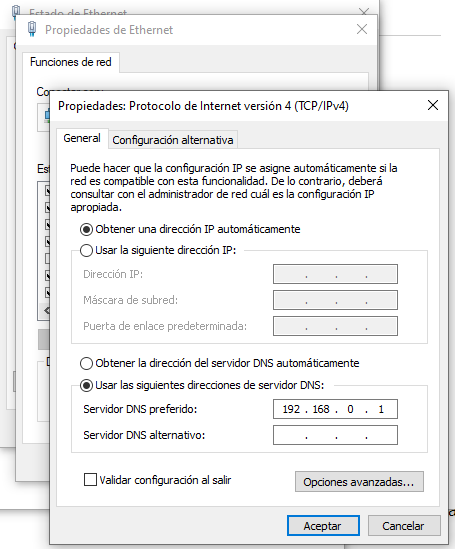 Estado de Ethernet
Propiedades de Ethernet
Funciones de red
Propiedades: Protocolo de Internet versión 4 (TCP/IPv4)
General
Configuración alternativa
Puede hacer que la configuración IP se asigne automáticamente si la
red es compatible con esta funcionalidad. De lo contrario, deberá
consultar con el administrador de red cuál es la configuración IP
apropiada.
Obtener una dirección IP automáticamente
Usar la siguiente dirección IP:
Dirección IP:
. . .
Máscara de subred:
. . .
Puerta de enlace predeterminada:
. . .
Obtener la dirección del servidor DNS automáticamente
Usar las siguientes direcciones de servidor DNS:
Servidor DNS preferido:
192 . 168 . 0 . 1
Servidor DNS alternativo:
. . .
Validar configuración al salir
Opciones avanzadas...
Aceptar
Cancelar